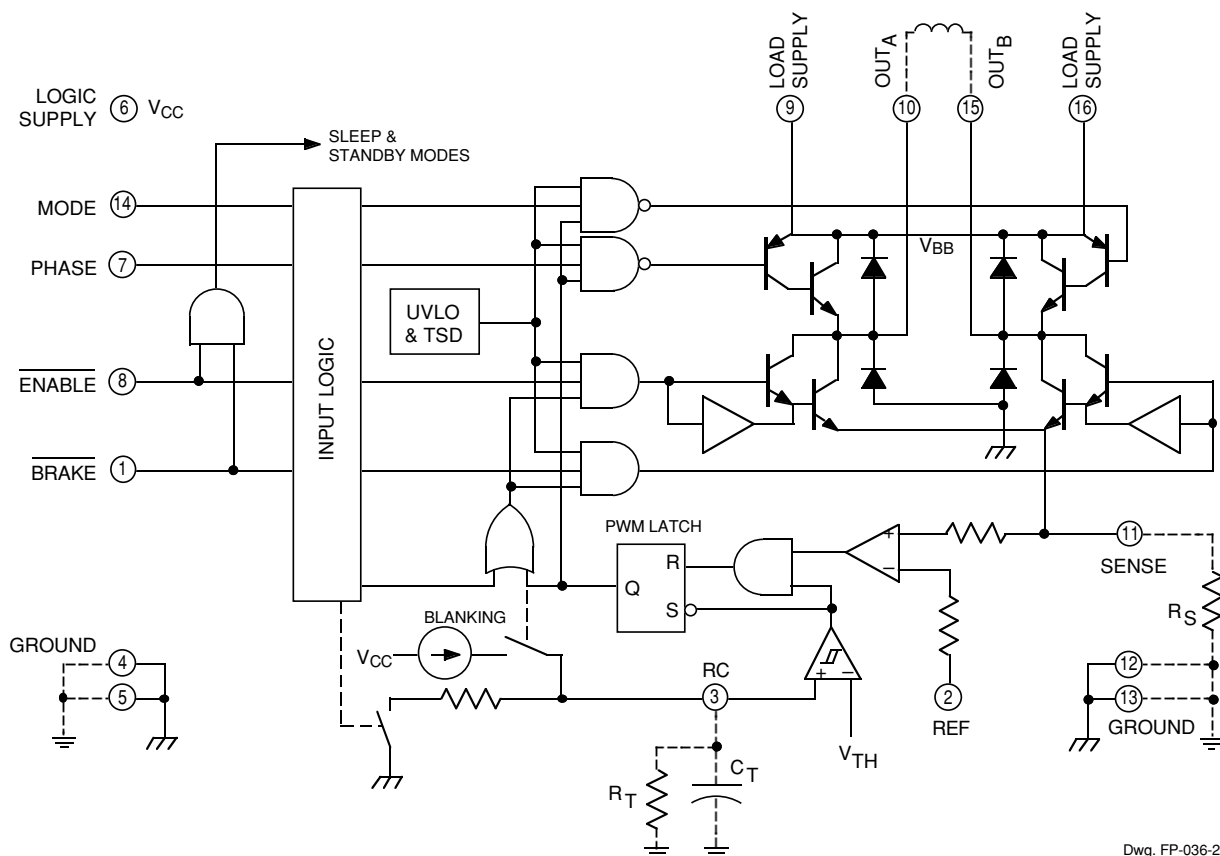 LOAD
SUPPLY
9
OUTA
10
OUTB
15
LOAD
SUPPLY
16
LOGIC
SUPPLY
6
VCC
SLEEP &
STANDBY MODES
MODE
14
PHASE
7
ENABLE
8
BRAKE
1
INPUT LOGIC
UVLO
& TSD
VBB
PWM LATCH
Q
R
S
+
–
11
SENSE
RS
BLANKING
VCC
RC
3
+
–
VTH
2
REF
GROUND
4
5
12
13
GROUND
RT
CT
Dwg. FP-036-2